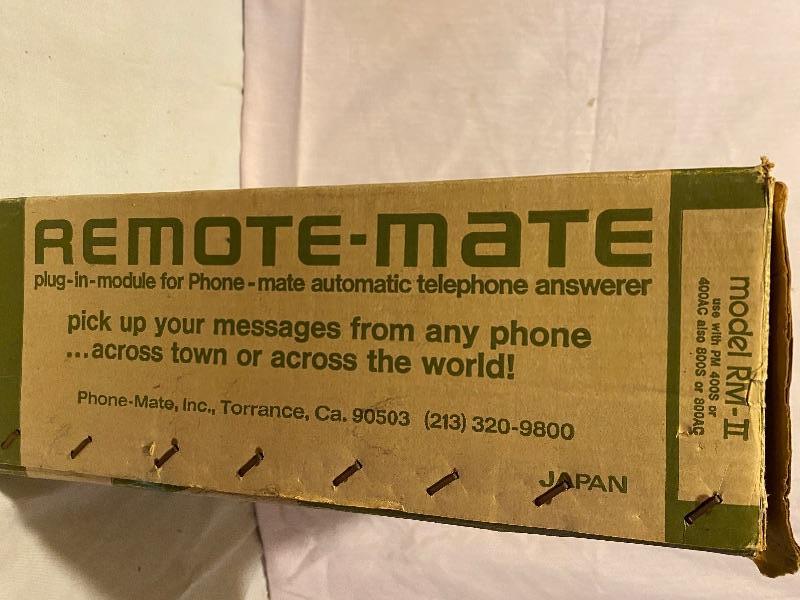 REMOTE-MATE
plug-in-module for Phone-mate automatic telephone answerer
pick up your messages from any phone
...across town or across the world!
Phone-Mate, Inc., Torrance, Ca. 90503 (213) 320-9800
JAPAN
model RM-II
use with PM 400S or
400AC also 800S or 800AC